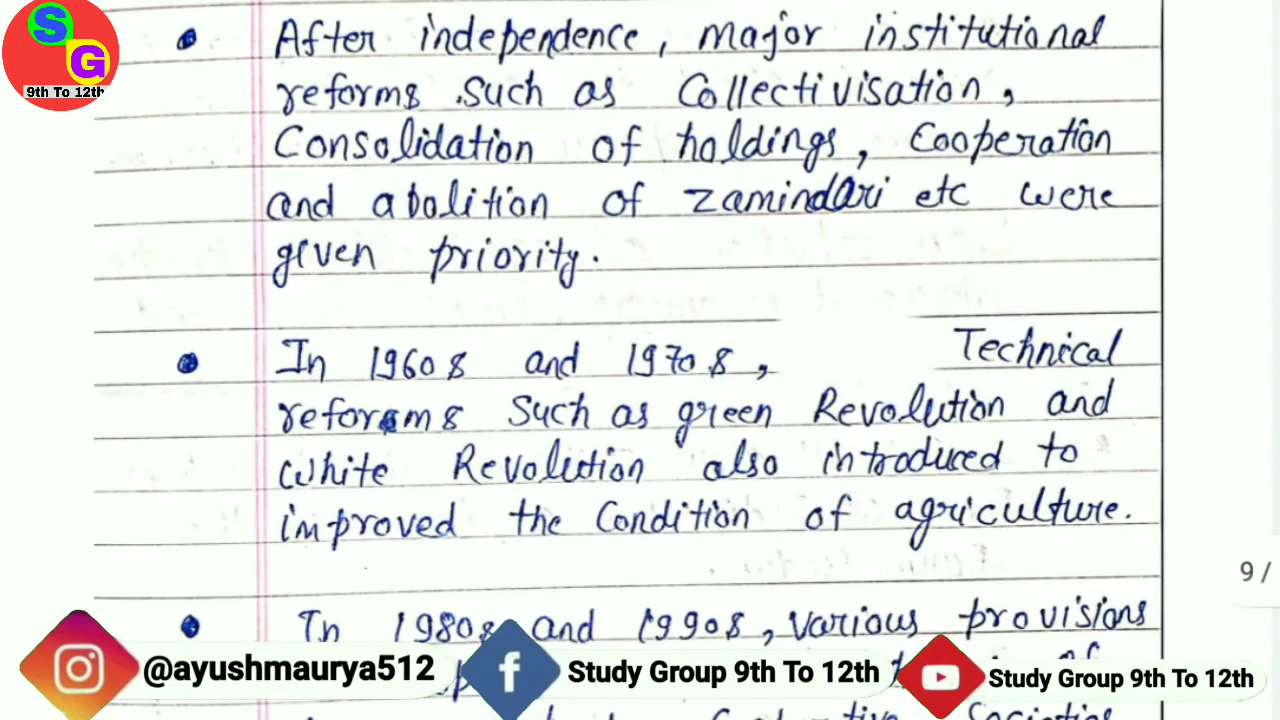 SG
9th To 12th
After independence, major institutional
reforms such as Collectivisation,
Consolidation of holdings, Cooperation
and abolition of zamindari etc were
given priority.
In 1960s and 1970s, Technical
reforms Such as green Revolution and
White Revolution also introduced to
improved the Condition of agriculture.
9 /
In 1980s and 1990s, various provisions
of
@ayushmaurya512
Study Group 9th To 12th
Study Group 9th To 12th
Societies